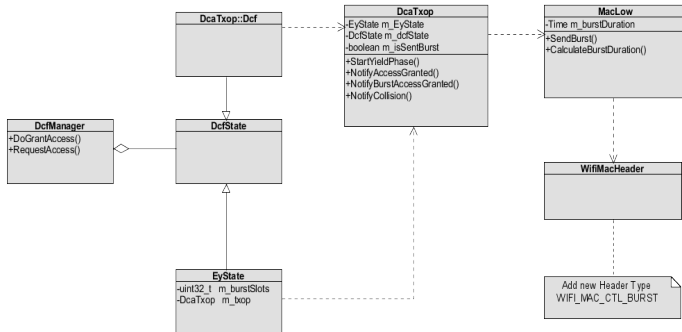 DcaTxop::Dcf
DcaTxop
-EyState m_EyState
-DcfState m_dcfState
-boolean m_isSentBurst
+StartYieldPhase()
+NotifyAccessGranted()
+NotifyBurstAccessGranted()
+NotifyCollision()
MacLow
-Time m_burstDuration
+SendBurst()
+CalculateBurstDuration()
DcfManager
+DoGrantAccess()
+RequestAccess()
DcfState
WifiMacHeader
EyState
-uint32_t m_burstSlots
-DcaTxop m_txop
Add new Header Type
WIFI_MAC_CTL_BURST